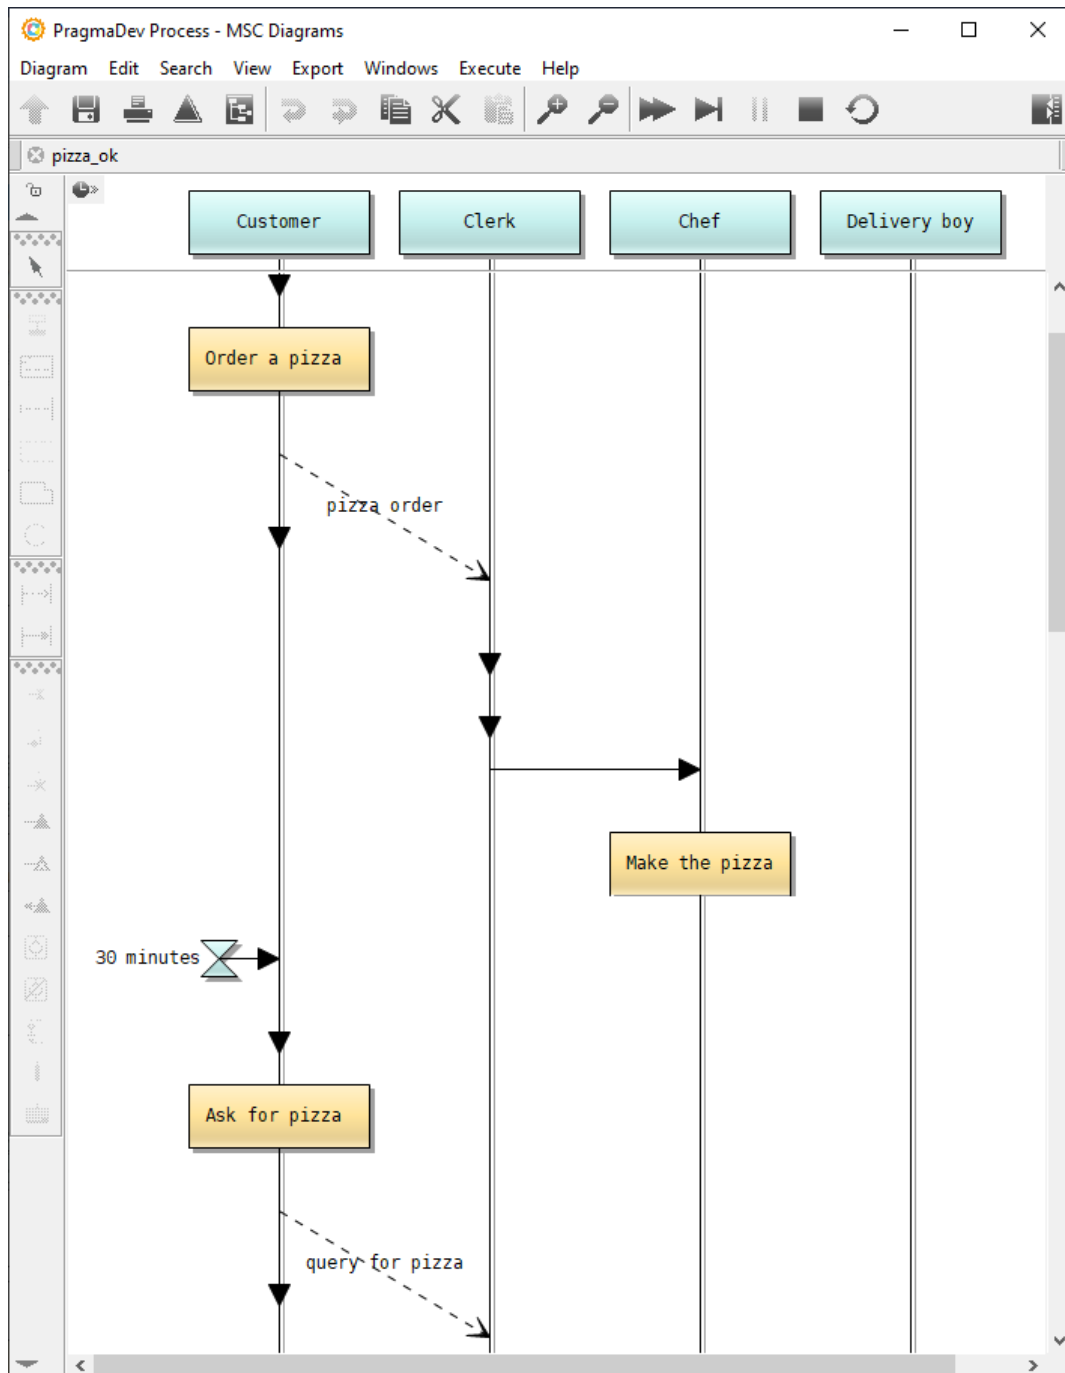 PragmaDev Process - MSC Diagrams
Diagram Edit Search View Export Windows Execute Help
pizza_ok
Customer Clerk Chef Delivery boy
Order a pizza
pizza order
Make the pizza
30 minutes
Ask for pizza
query for pizza